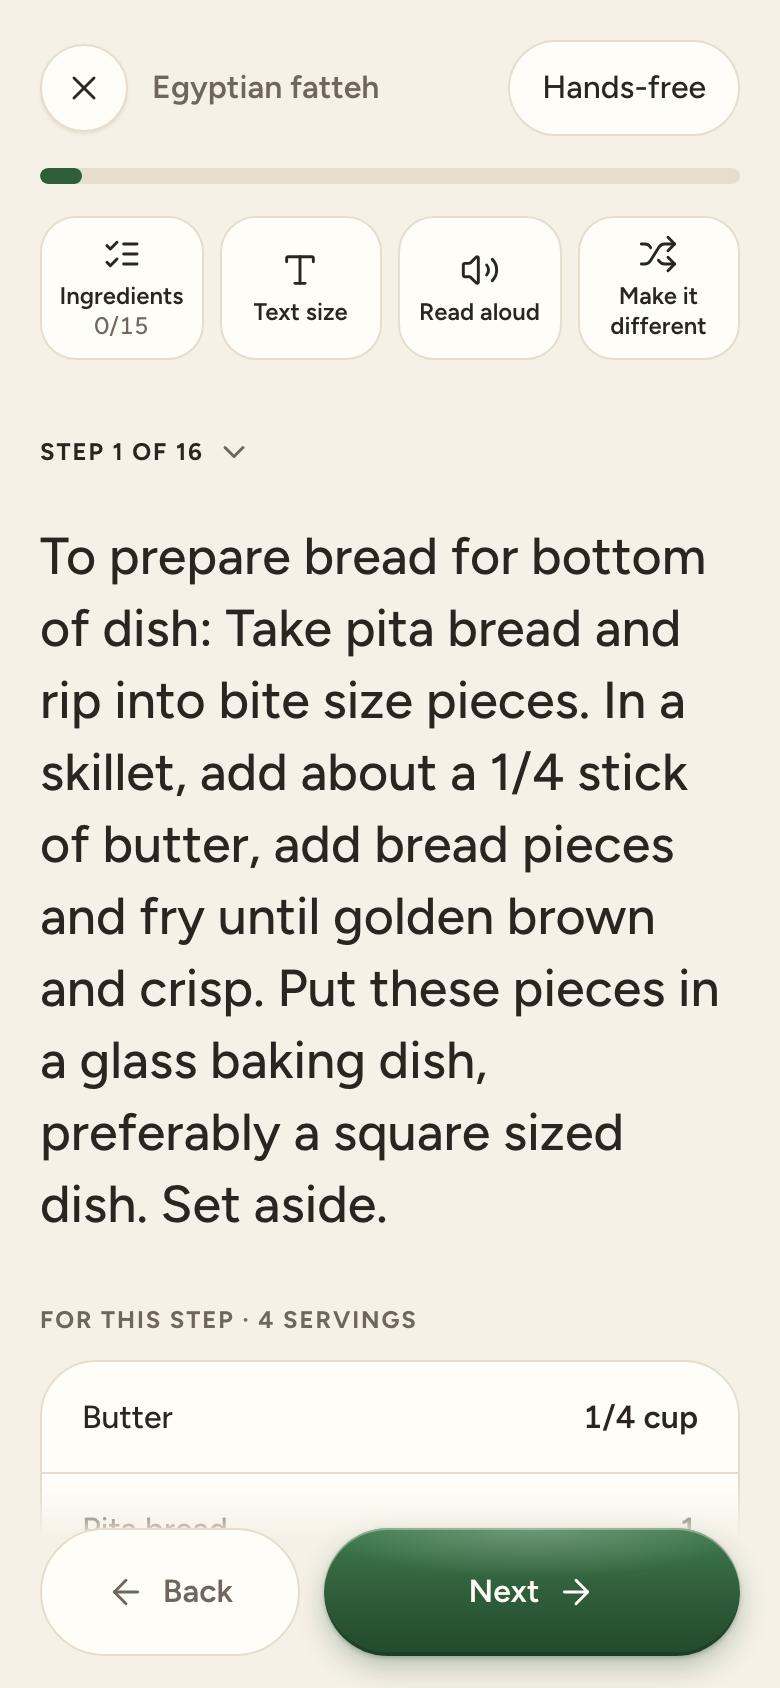 Egyptian fatteh
Hands-free
Ingredients
0/15
Text size
Read aloud
Make it
different
STEP 1 OF 16
To prepare bread for bottom
of dish: Take pita bread and
rip into bite size pieces. In a
skillet, add about a 1/4 stick
of butter, add bread pieces
and fry until golden brown
and crisp. Put these pieces in
a glass baking dish,
preferably a square sized
dish. Set aside.
FOR THIS STEP · 4 SERVINGS
Butter
1/4 cup
Pita bread
1
Back
Next